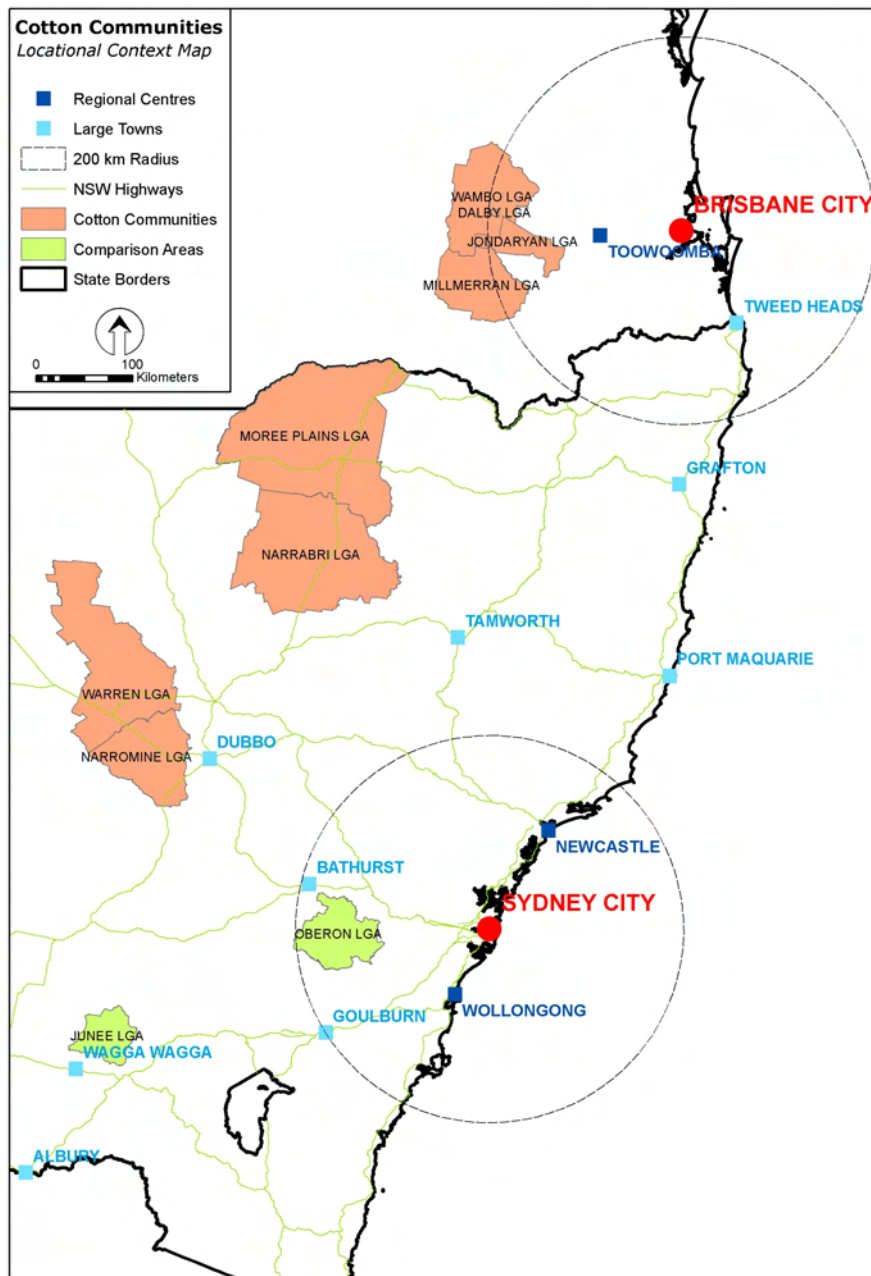 Cotton Communities
Locational Context Map
Regional Centres
Large Towns
200 km Radius
NSW Highways
Cotton Communities
Comparison Areas
State Borders
0 100
Kilometers
WAMBO LGA
DALBY LGA
BRISBANE CITY
JONDARYAN LGA
TOOWOOMBA
MILLMERRAN LGA
TWEED HEADS
MOREE PLAINS LGA
GRAFTON
NARRABRI LGA
TAMWORTH
PORT MAQUARIE
WARREN LGA
DUBBO
NARROMINE LGA
NEWCASTLE
BATHURST
SYDNEY CITY
OBERON LGA
WOLLONGONG
GOULBURN
JUNEE LGA
WAGGA WAGGA
ALBURY